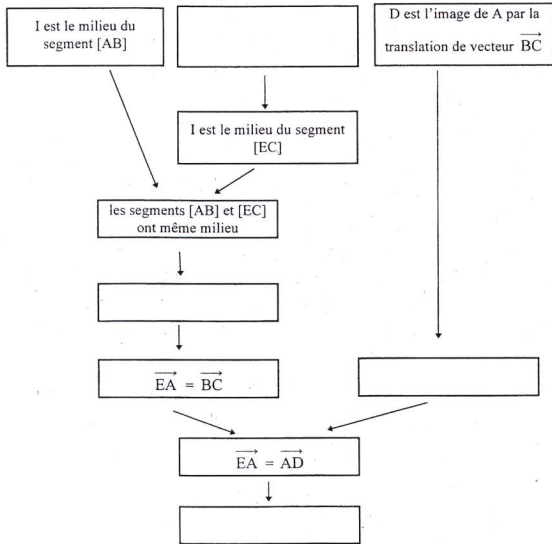 I est le milieu du
segment [AB]
D est l'image de A par la
translation de vecteur BC
I est le milieu du segment
[EC]
les segments [AB] et [EC]
ont même milieu
EA = BC
EA = AD